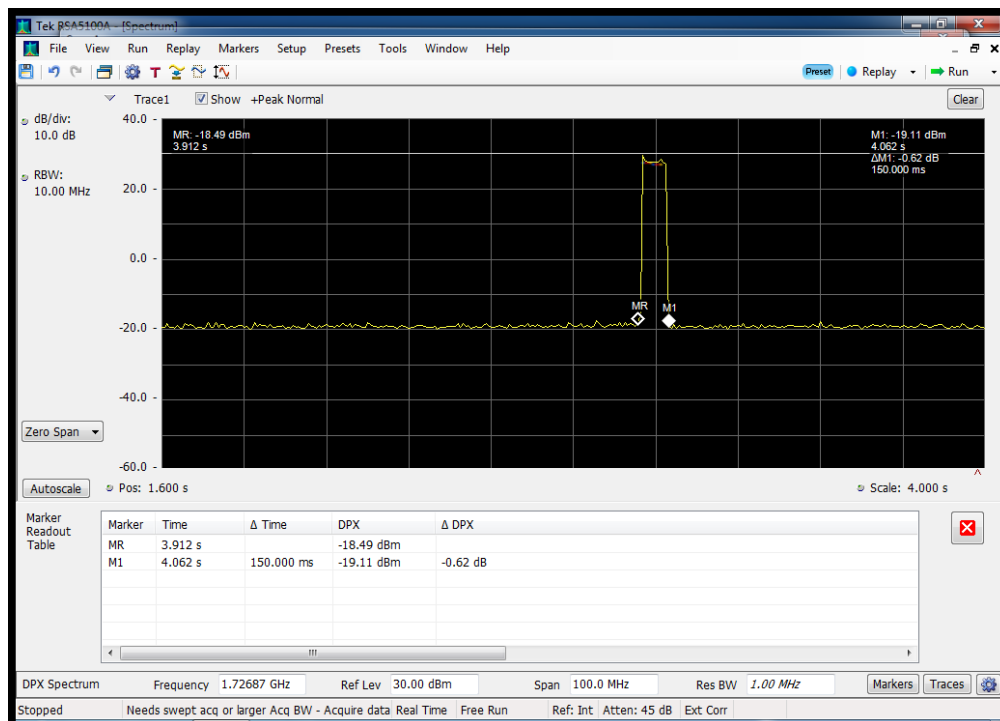 Tek RSA5100A - [Spectrum]
File View Run Replay Markers Setup Presets Tools Window Help
T Preset Replay Run
Trace1 Show +Peak Normal Clear
dB/div:
10.0 dB
RBW:
10.00 MHz
40.0
20.0
0.0
-20.0
-40.0
-60.0
MR: -18.49 dBm
3.912 s
M1: -19.11 dBm
4.062 s
ΔM1: -0.62 dB
150.000 ms
MR M1
Zero Span
Autoscale Pos: 1.600 s Scale: 4.000 s
Marker
Readout
Table
Marker Time Δ Time DPX Δ DPX
MR 3.912 s -18.49 dBm
M1 4.062 s 150.000 ms -19.11 dBm -0.62 dB
DPX Spectrum Frequency 1.72687 GHz Ref Lev 30.00 dBm Span 100.0 MHz Res BW 1.00 MHz Markers Traces
Stopped Needs swept acq or larger Acq BW - Acquire data Real Time Free Run Ref: Int Atten: 45 dB Ext Corr